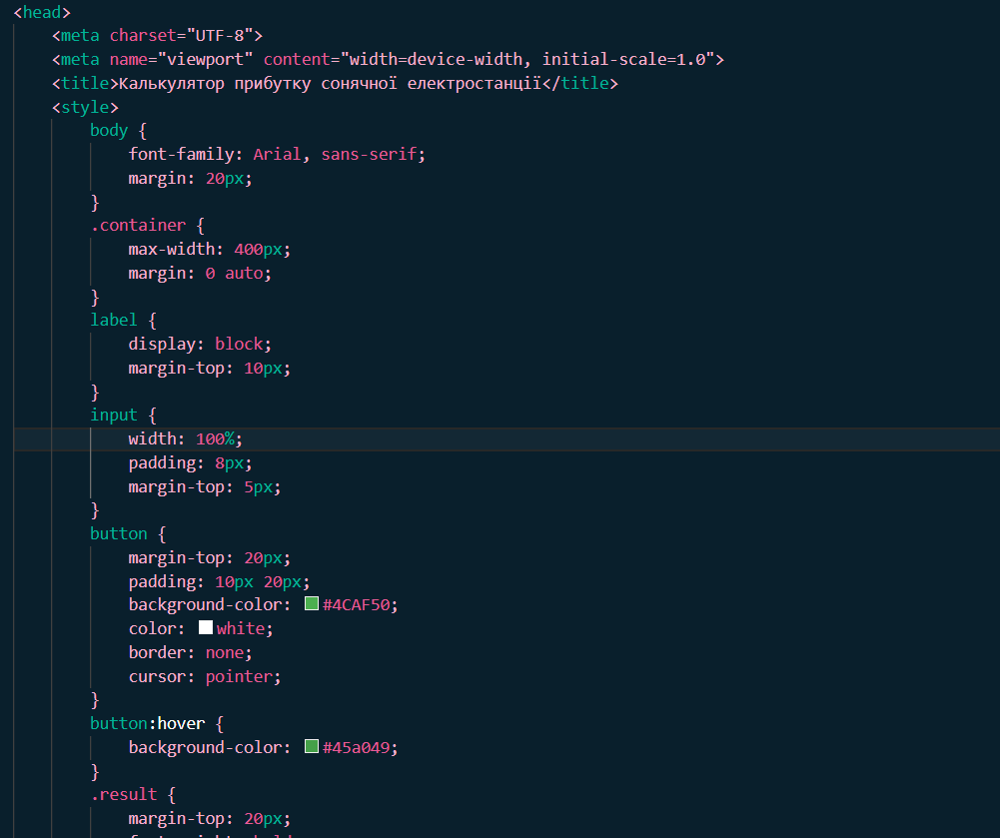 <head>
    <meta charset="UTF-8">
    <meta name="viewport" content="width=device-width, initial-scale=1.0">
    <title>Калькулятор прибутку сонячної електростанції</title>
    <style>
        body {
            font-family: Arial, sans-serif;
            margin: 20px;
        }
        .container {
            max-width: 400px;
            margin: 0 auto;
        }
        label {
            display: block;
            margin-top: 10px;
        }
        input {
            width: 100%;
            padding: 8px;
            margin-top: 5px;
        }
        button {
            margin-top: 20px;
            padding: 10px 20px;
            background-color: #4CAF50;
            color: white;
            border: none;
            cursor: pointer;
        }
        button:hover {
            background-color: #45a049;
        }
        .result {
            margin-top: 20px;